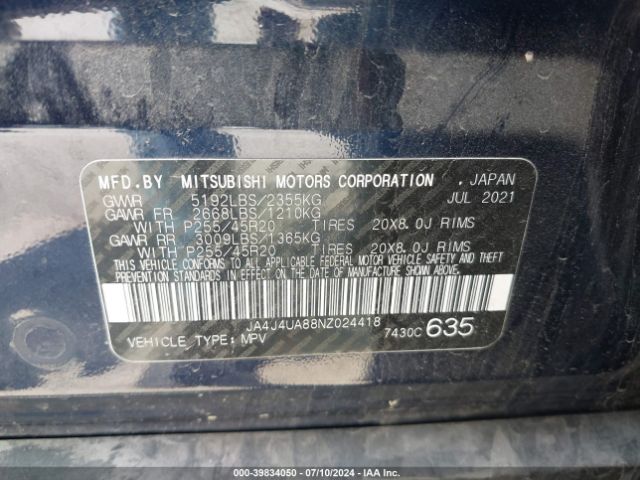 MFD.BY MITSUBISHI MOTORS CORPORATION . JAPAN
GVWR 5192LBS/2355KG JUL 2021
GAWR FR 2668LBS/1210KG
WITH P255/45R20 TIRES 20X8.0J RIMS
GAWR RR 3009LBS/1365KG
WITH P255/45R20 TIRES 20X8.0J RIMS
THIS VEHICLE CONFORMS TO ALL APPLICABLE FEDERAL MOTOR VEHICLE SAFETY AND THEFT
PREVENTION STANDARDS IN EFFECT ON THE DATE OF MANUFACTURE SHOWN ABOVE.
JA4J4UA88NZ024418
VEHICLE TYPE: MPV 7430C 635
000-39834050 - 07/10/2024 - IAA Inc.